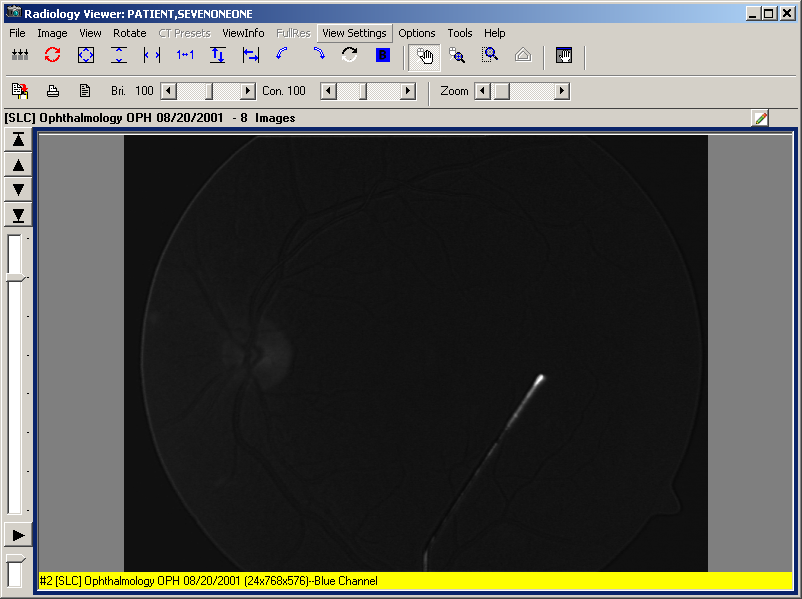 Radiology Viewer: PATIENT,SEVENONEONE
File Image View Rotate CT Presets ViewInfo FullRes View Settings Options Tools Help
1↔1 B
Bri. 100 Con. 100 Zoom
[SLC] Ophthalmology OPH 08/20/2001 - 8 Images
#2 [SLC] Ophthalmology OPH 08/20/2001 (24x768x576)--Blue Channel